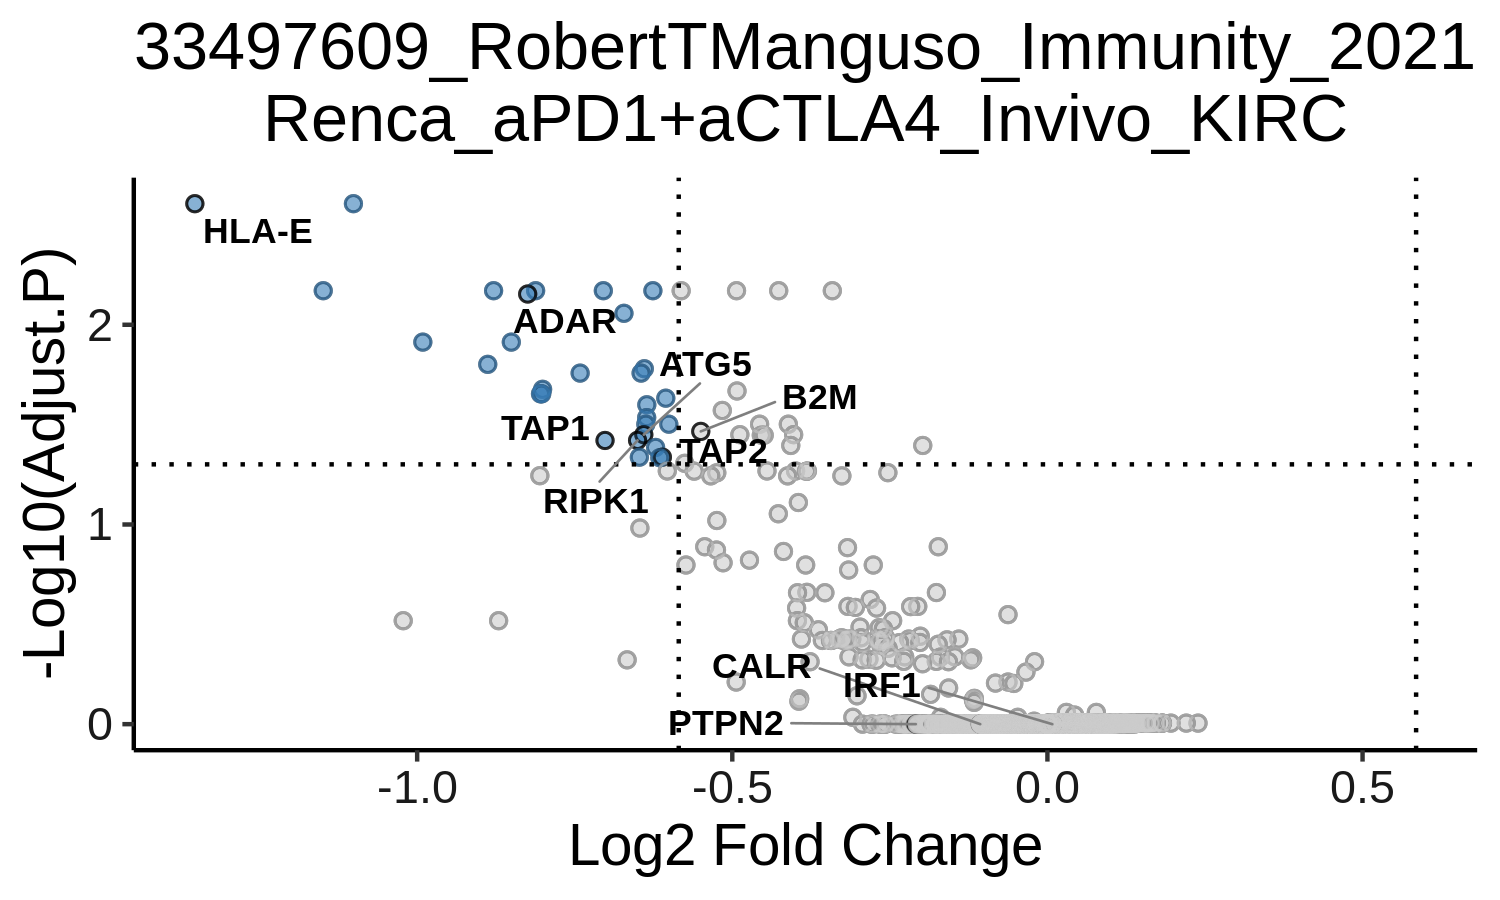 33497609_RobertTManguso_Immunity_2021
Renca_aPD1+aCTLA4_Invivo_KIRC
-Log10(Adjust.P)
2
1
0
HLA-E
ADAR
ATG5
B2M
TAP1
TAP2
RIPK1
CALR
IRF1
PTPN2
-1.0 -0.5 0.0 0.5
Log2 Fold Change